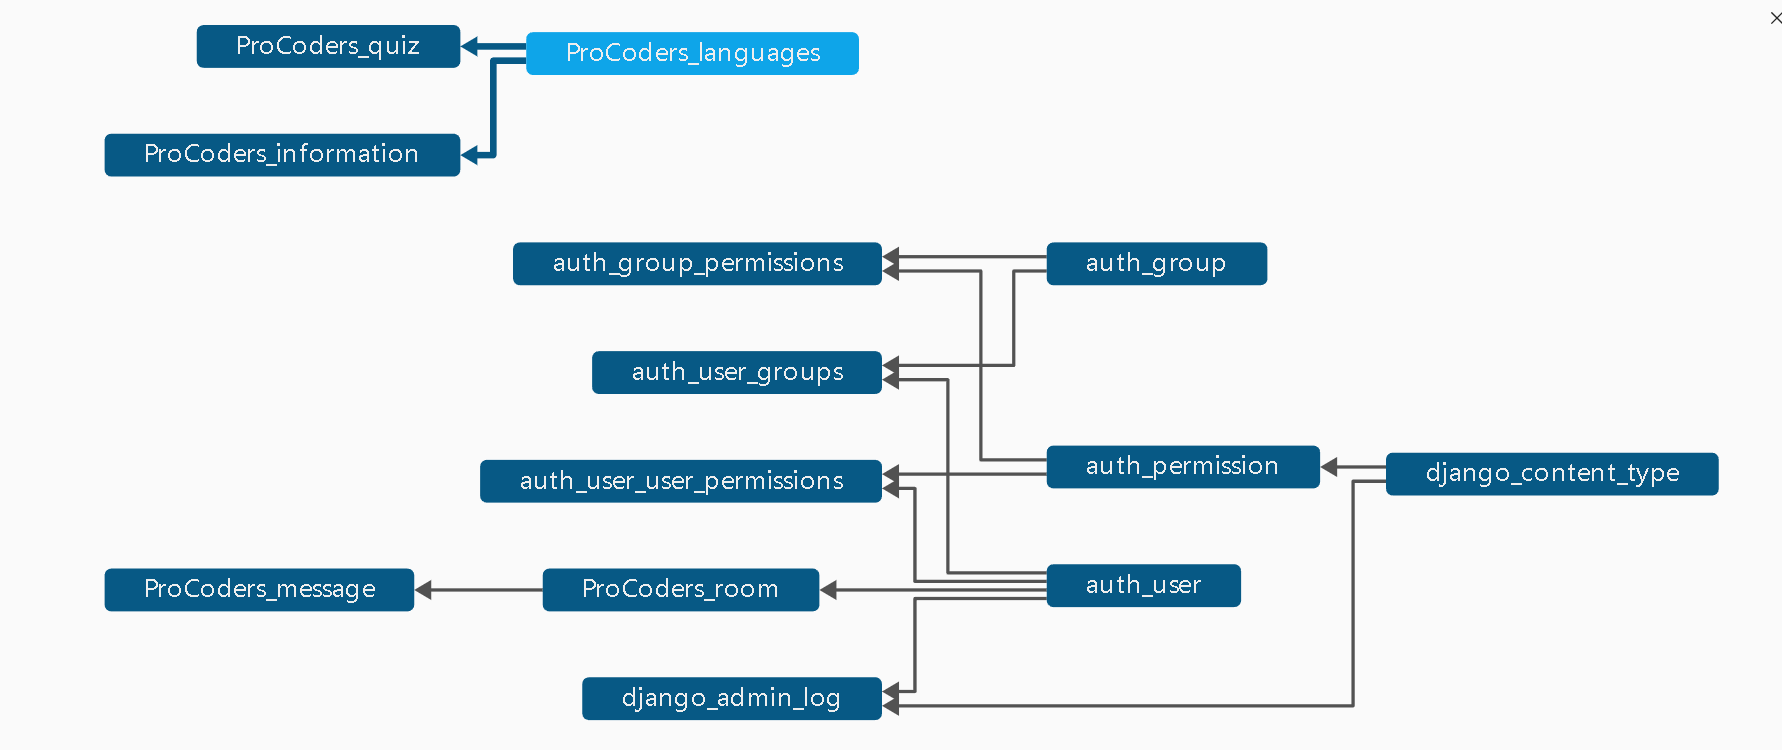 ProCoders_quiz
ProCoders_languages
ProCoders_information
auth_group_permissions
auth_group
auth_user_groups
auth_permission
django_content_type
auth_user_user_permissions
ProCoders_message
ProCoders_room
auth_user
django_admin_log